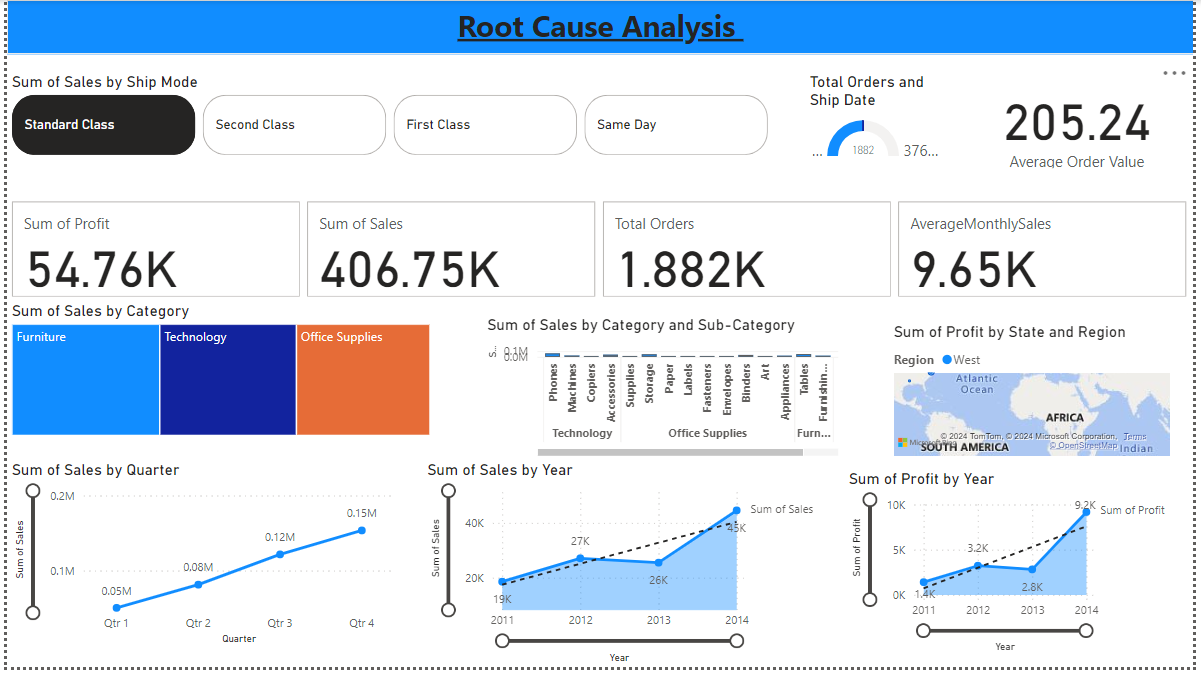 Root Cause Analysis
Sum of Sales by Ship Mode
Standard Class
Second Class
First Class
Same Day
Total Orders and
Ship Date
...
1882
376...
205.24
Average Order Value
Sum of Profit
54.76K
Sum of Sales
406.75K
Total Orders
1.882K
AverageMonthlySales
9.65K
Sum of Sales by Category
Furniture
Technology
Office Supplies
Sum of Sales by Category and Sub-Category
S..
0.1M
0.0M
Phones
Machines
Copiers
Accessories
Supplies
Storage
Paper
Labels
Fasteners
Envelopes
Binders
Art
Appliances
Tables
Furnishin...
Technology
Office Supplies
Furn...
Sum of Profit by State and Region
Region West
Atlantic
Ocean
AFRICA
© 2024 TomTom, © 2024 Microsoft Corporation, Terms
© OpenStreetMap
SOUTH AMERICA
Indian
Sum of Sales by Quarter
Sum of Sales
0.2M
0.1M
0.05M
0.08M
0.12M
0.15M
Qtr 1
Qtr 2
Qtr 3
Qtr 4
Quarter
Sum of Sales by Year
Sum of Sales
40K
20K
19K
27K
26K
45K
Sum of Sales
2011
2012
2013
2014
Year
Sum of Profit by Year
Sum of Profit
10K
5K
0K
1.4K
3.2K
2.8K
9.2K
Sum of Profit
2011
2012
2013
2014
Year